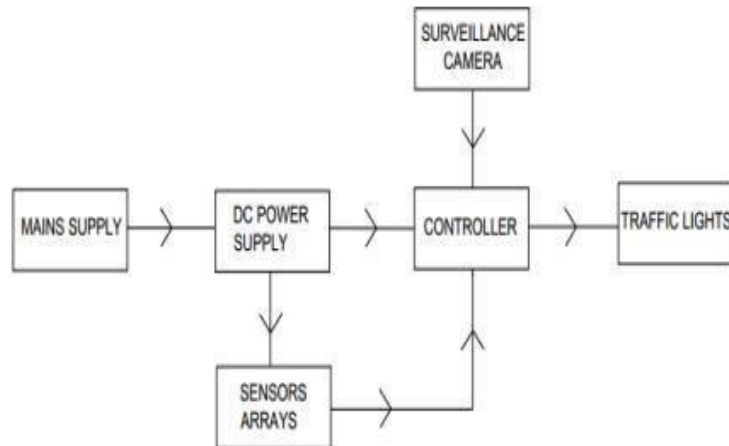 SURVEILLANCE
CAMERA
MAINS SUPPLY
DC POWER
SUPPLY
CONTROLLER
TRAFFIC LIGHTS
SENSORS
ARRAYS